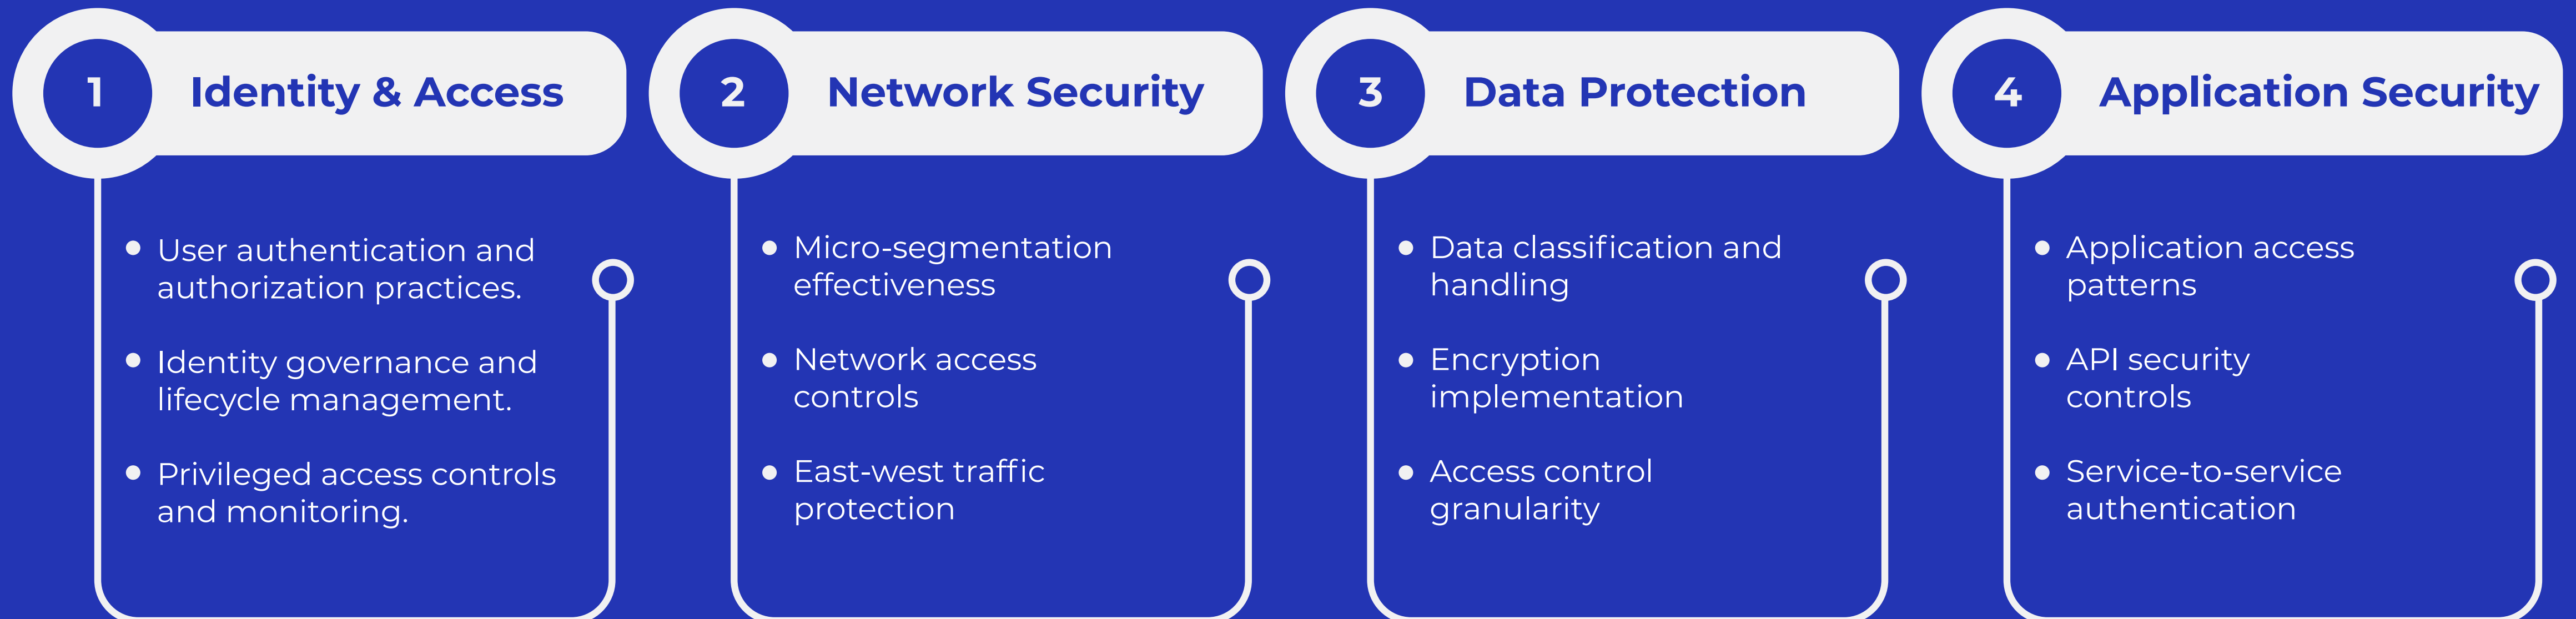 1
Identity & Access
User authentication and
authorization practices.
Identity governance and
lifecycle management.
Privileged access controls
and monitoring.
2
Network Security
Micro-segmentation
effectiveness
Network access
controls
East-west traffic
protection
3
Data Protection
Data classification and
handling
Encryption
implementation
Access control
granularity
4
Application Security
Application access
patterns
API security
controls
Service-to-service
authentication